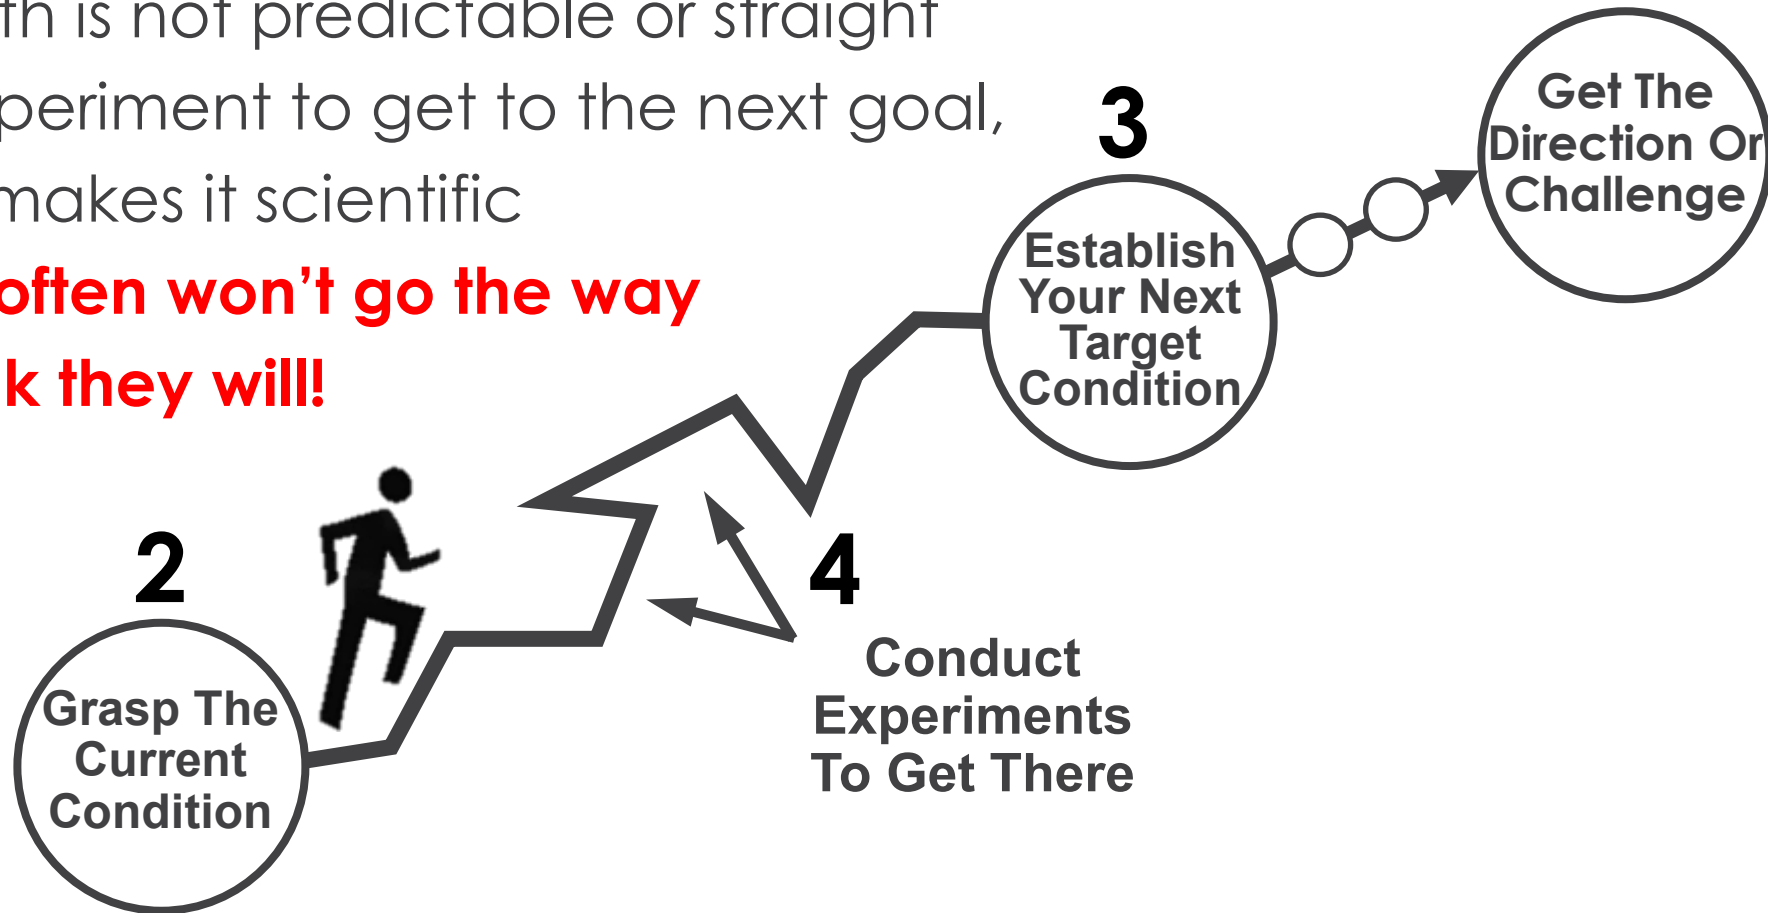 th is not predictable or straight
periment to get to the next goal,
makes it scientific
often won't go the way
k they will!
3
Get The
Direction Or
Challenge
Establish
Your Next
Target
Condition
2
4
Conduct
Experiments
To Get There
Grasp The
Current
Condition